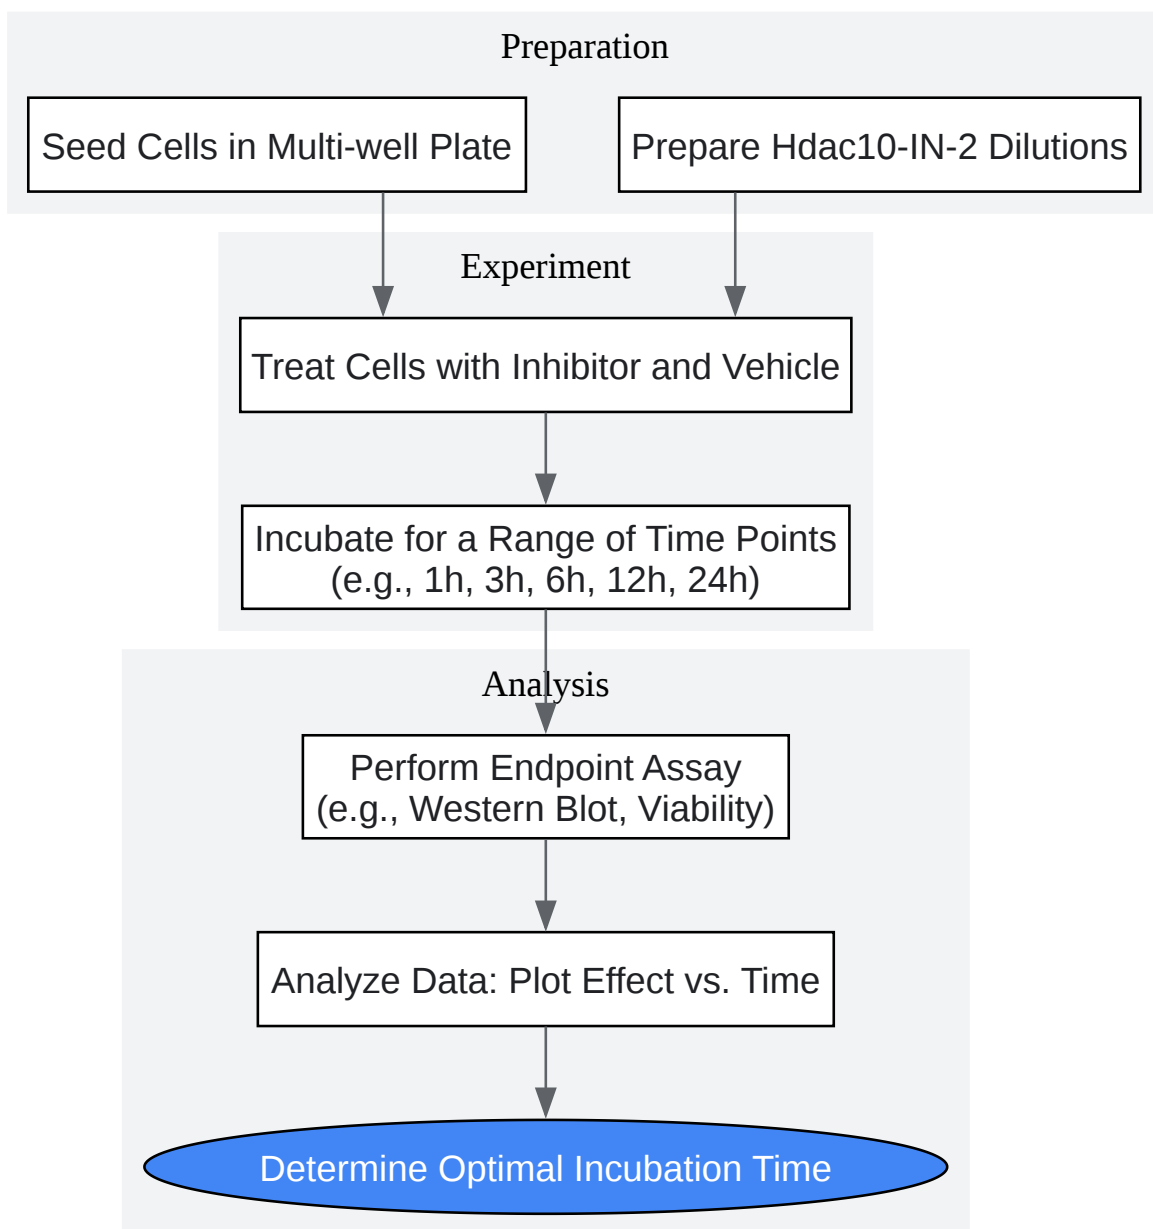 Preparation
Seed Cells in Multi-well Plate
Prepare Hdac10-IN-2 Dilutions
Experiment
Treat Cells with Inhibitor and Vehicle
Incubate for a Range of Time Points
(e.g., 1h, 3h, 6h, 12h, 24h)
Analysis
Perform Endpoint Assay
(e.g., Western Blot, Viability)
Analyze Data: Plot Effect vs. Time
Determine Optimal Incubation Time